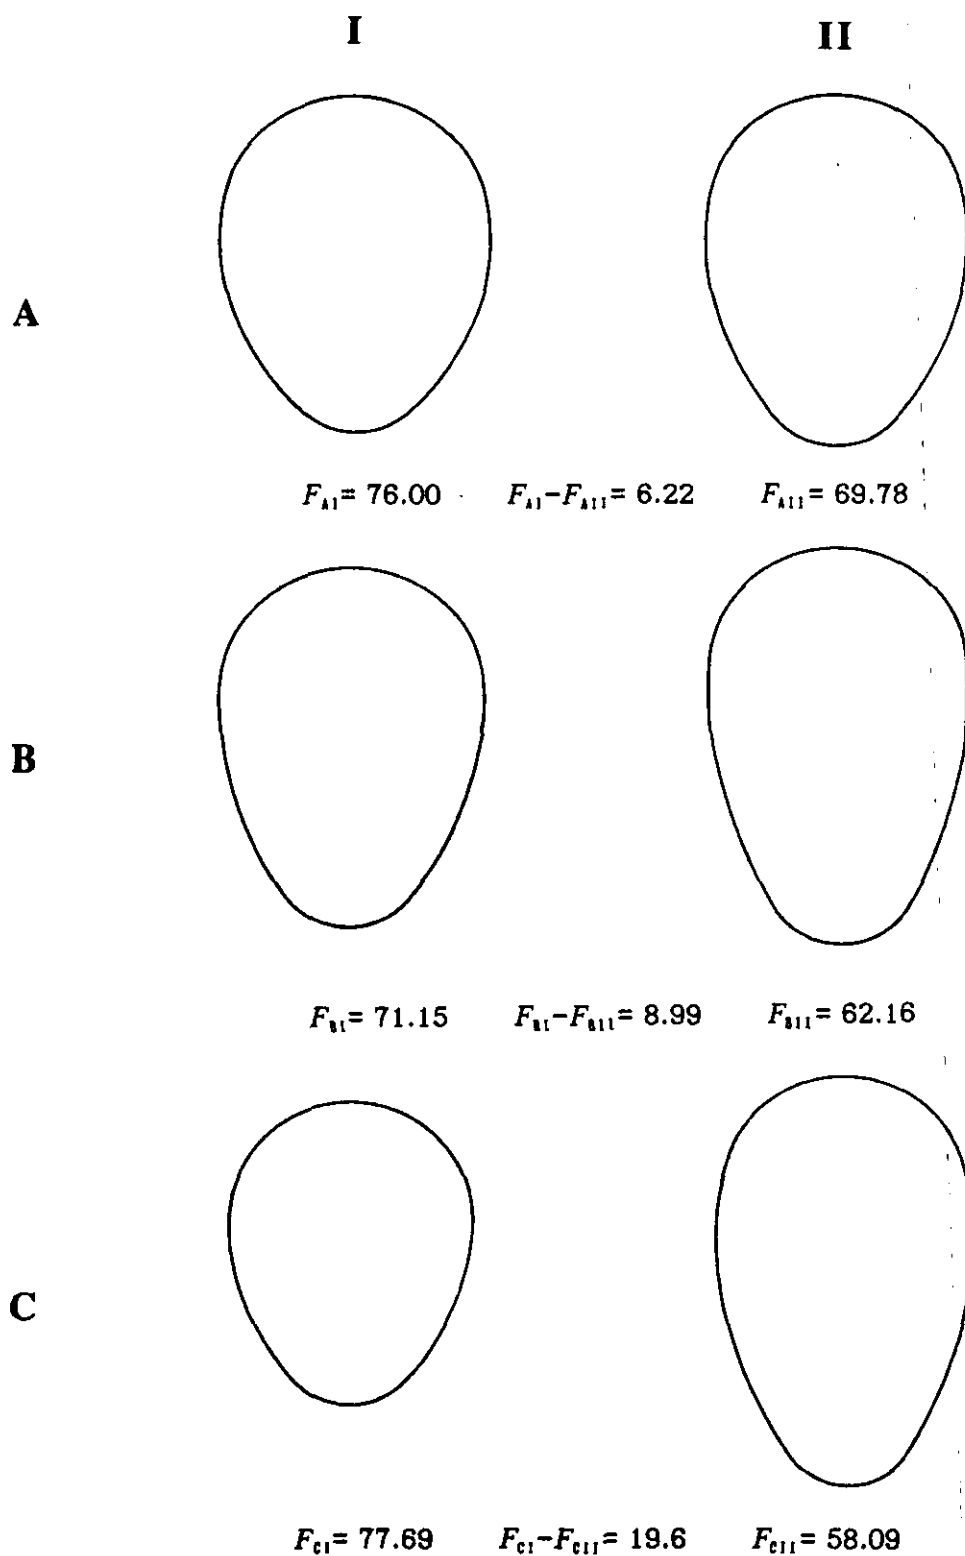 I II
A
F_AI= 76.00 F_AI-F_AII= 6.22 F_AII= 69.78
B
F_BI= 71.15 F_BI-F_BII= 8.99 F_BII= 62.16
C
F_CI= 77.69 F_CI-F_CII= 19.6 F_CII= 58.09